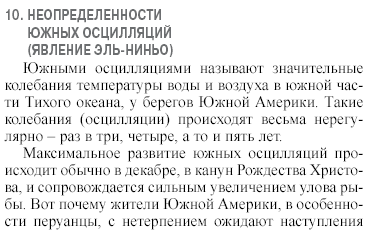 10. НЕОПРЕДЕЛЕННОСТИ
ЮЖНЫХ ОСЦИЛЛЯЦИЙ
(ЯВЛЕНИЕ ЭЛЬ-НИНЬО)
Южными осцилляциями называют значительные
колебания температуры воды и воздуха в южной час-
ти Тихого океана, у берегов Южной Америки. Такие
колебания (осцилляции) происходят весьма нерегу-
лярно – раз в три, четыре, а то и пять лет.
Максимальное развитие южных осцилляций про-
исходит обычно в декабре, в канун Рождества Христо-
ва, и сопровождается сильным увеличением улова ры-
бы. Вот почему жители Южной Америки, в особенно-
сти перуанцы, с нетерпением ожидают наступления